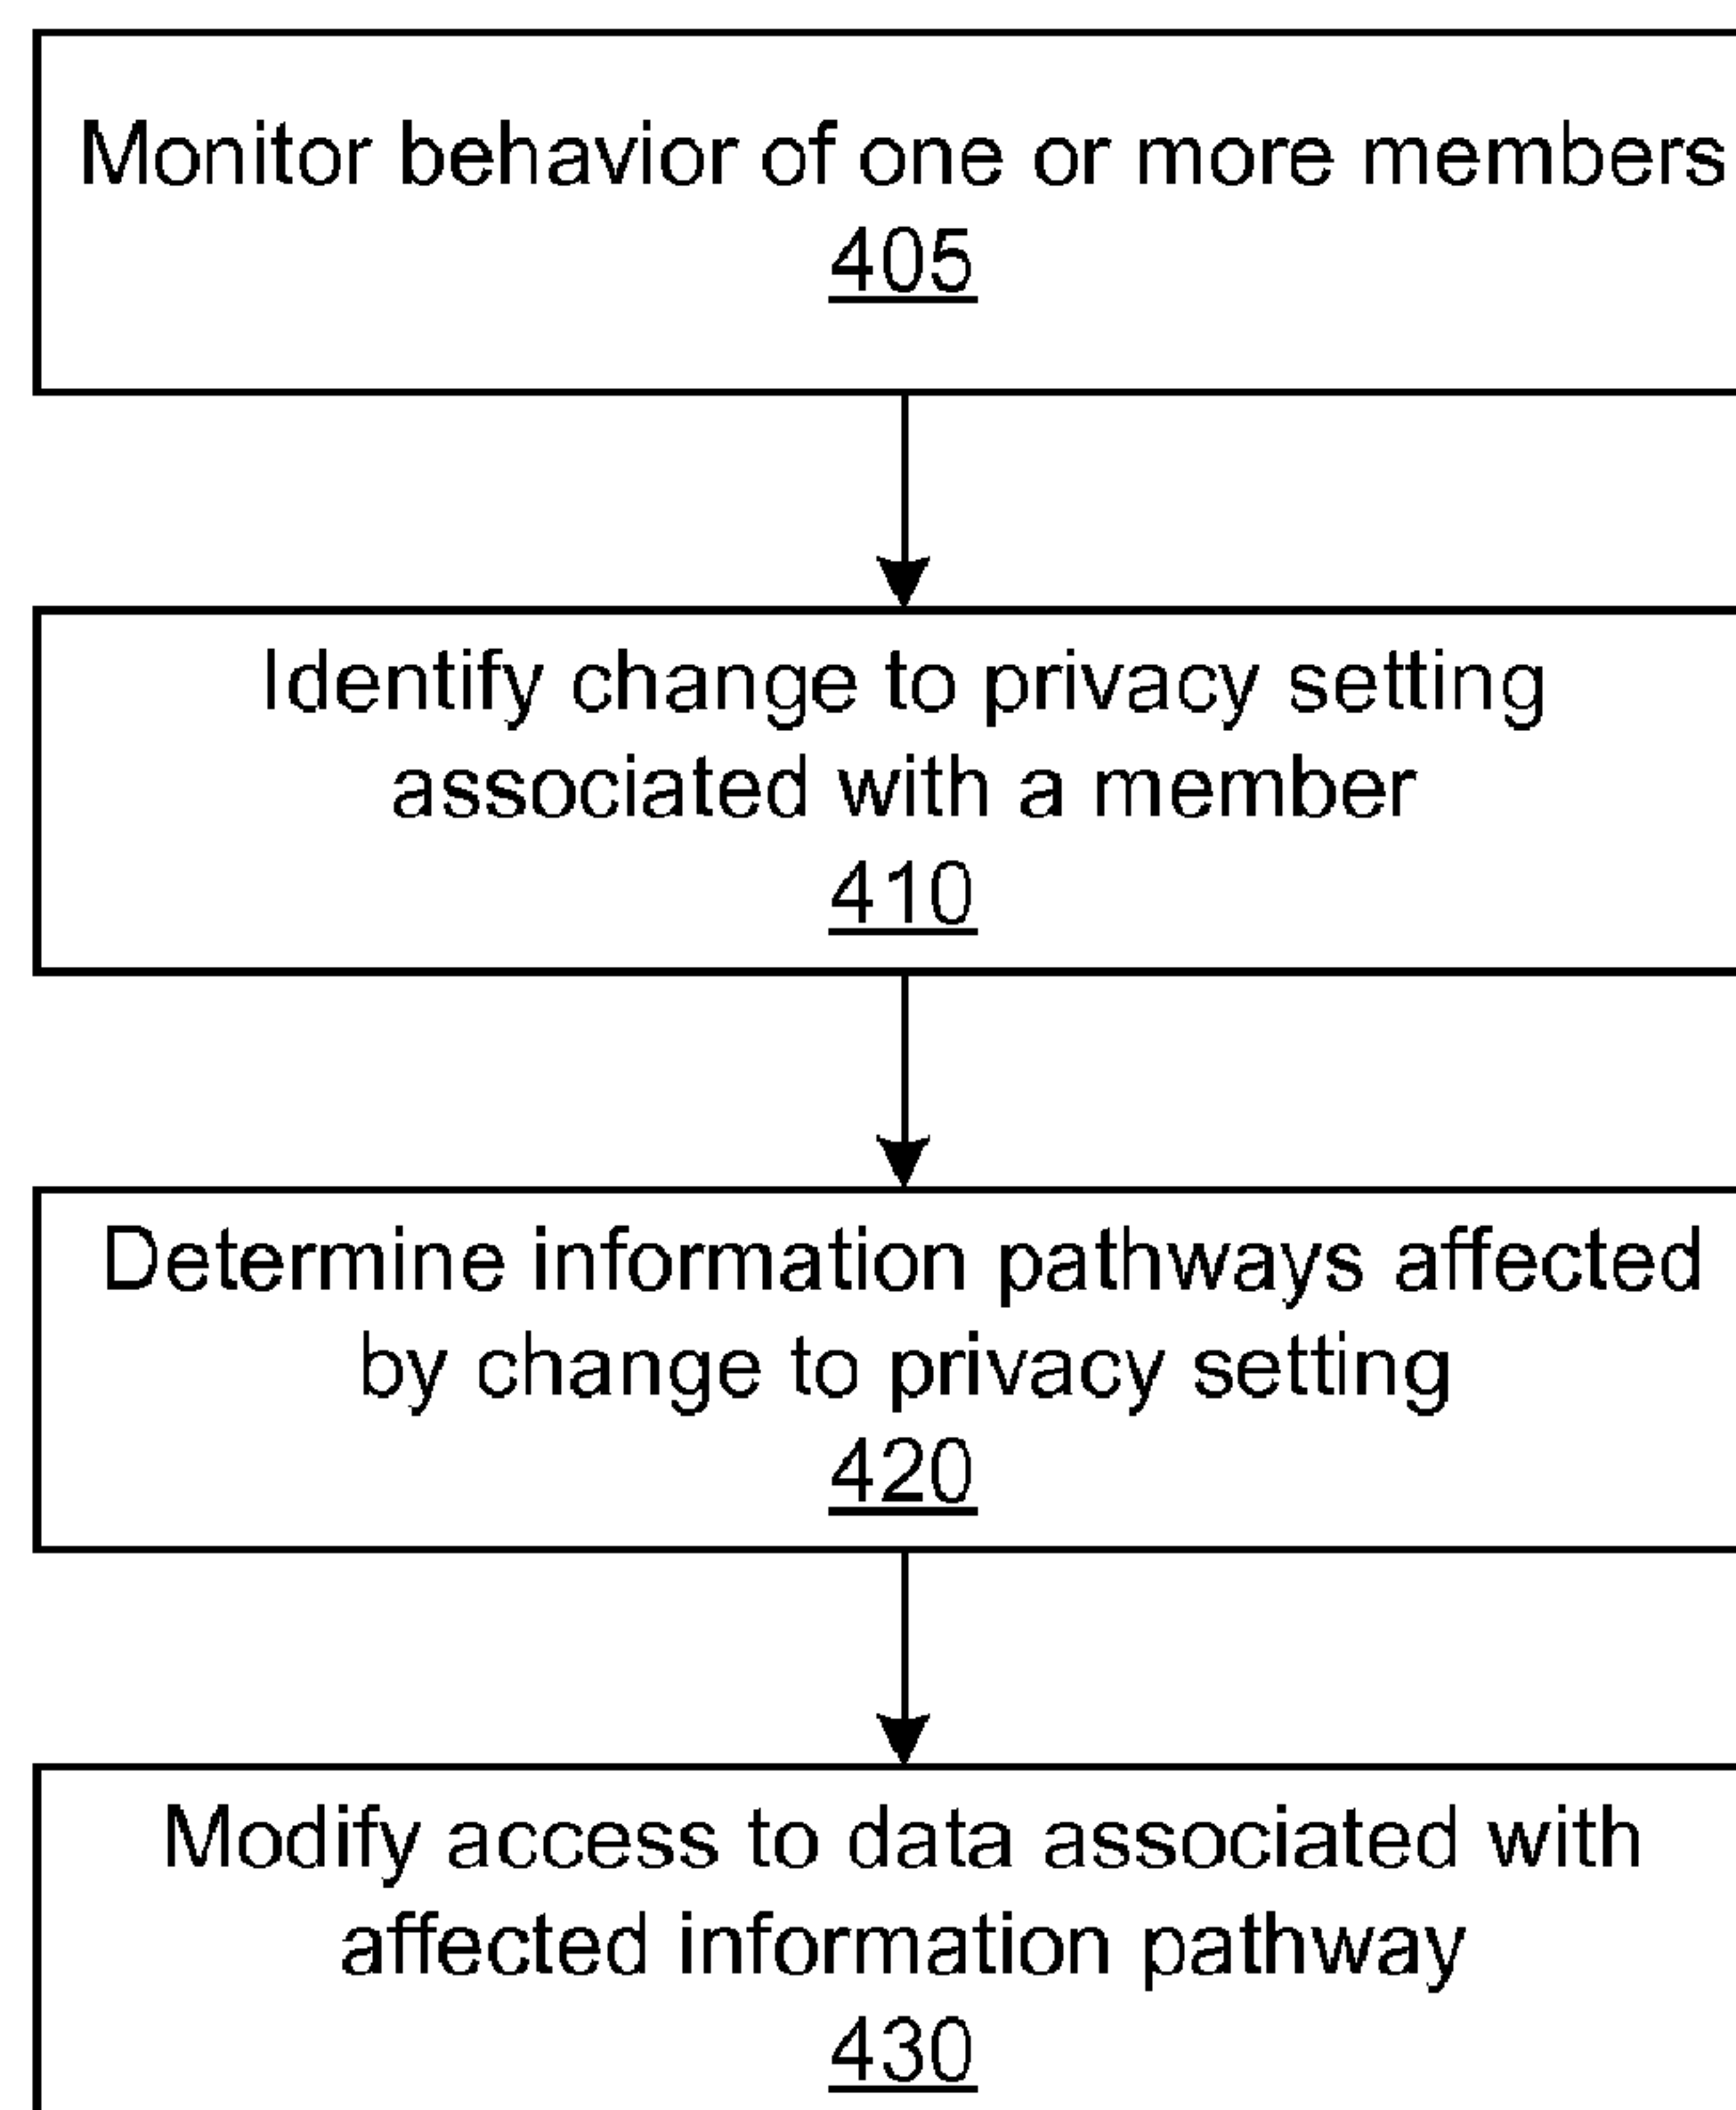 Monitor behavior of one or more members
405
Identify change to privacy setting
associated with a member
410
Determine information pathways affected
by change to privacy setting
420
Modify access to data associated with
affected information pathway
430